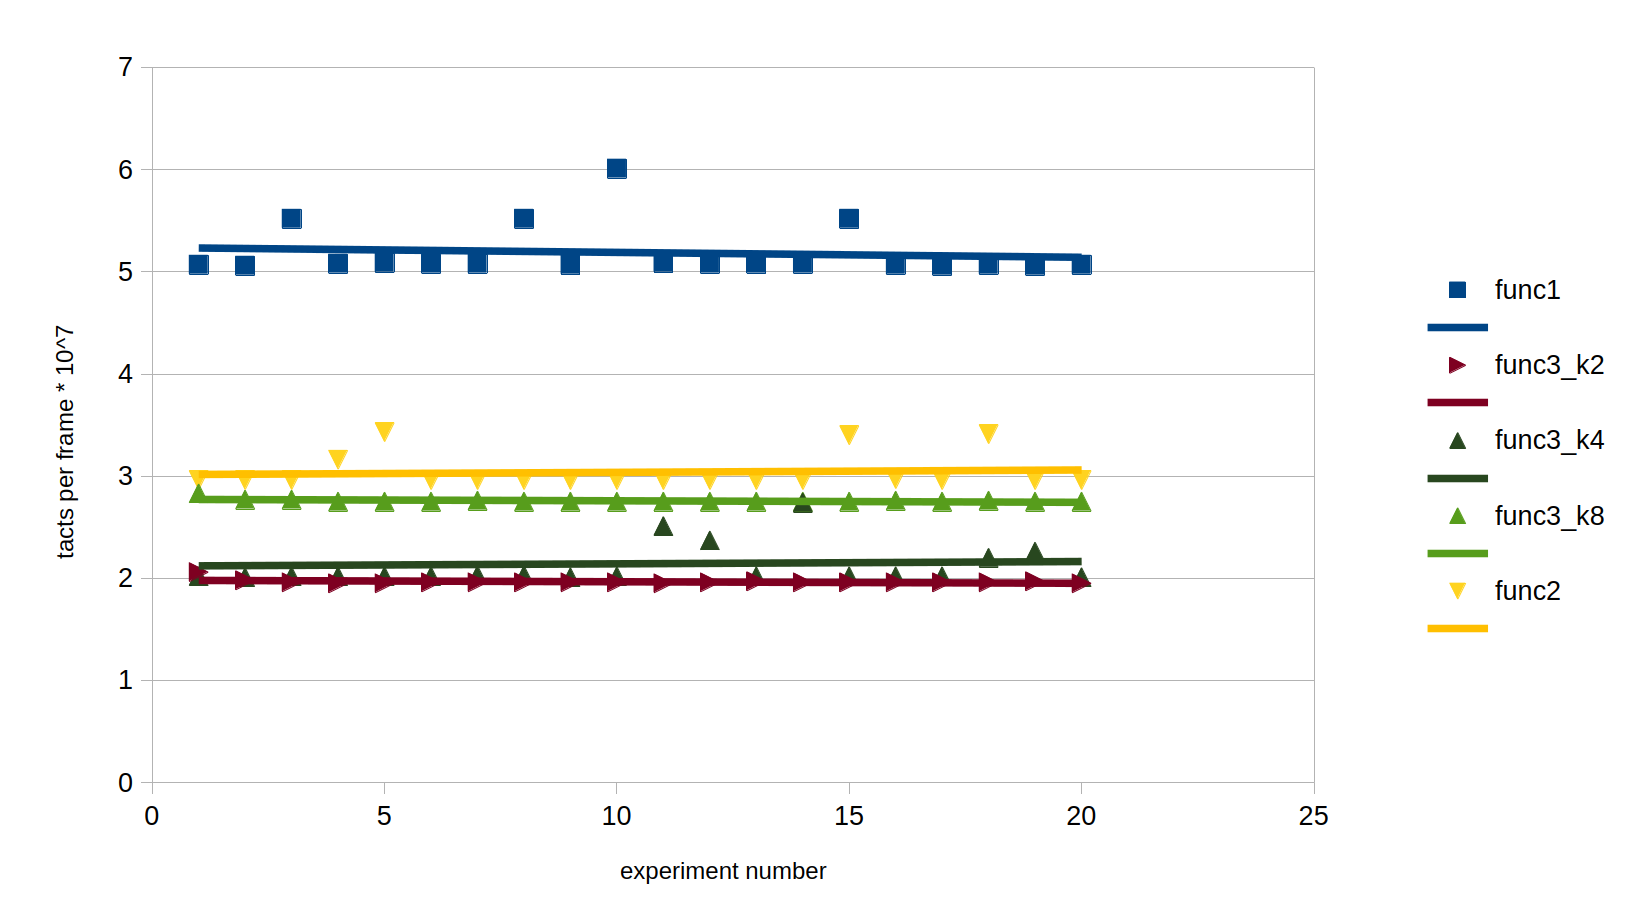 7
6
5
4
3
2
1
0
0 5 10 15 20 25
tacts per frame * 10^7
experiment number
func1
func3_k2
func3_k4
func3_k8
func2